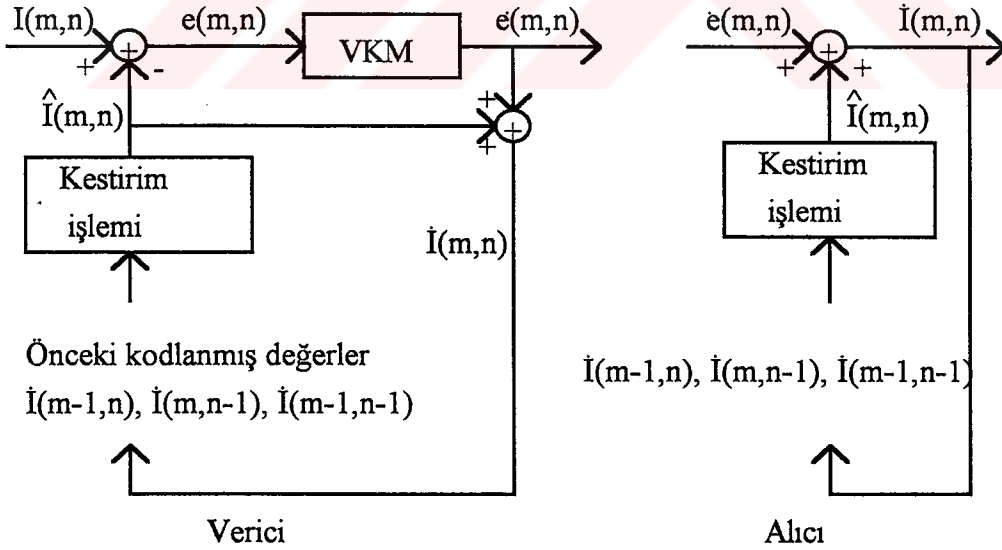 I(m,n)
e(m,n)
VKM
ė(m,n)
+
+
-
Î(m,n)
+
+
+
Kestirim
işlemi
İ(m,n)
Önceki kodlanmış değerler
İ(m-1,n), İ(m,n-1), İ(m-1,n-1)
Verici
ė(m,n)
İ(m,n)
+
+
+
Î(m,n)
Kestirim
işlemi
İ(m-1,n), İ(m,n-1), İ(m-1,n-1)
Alıcı